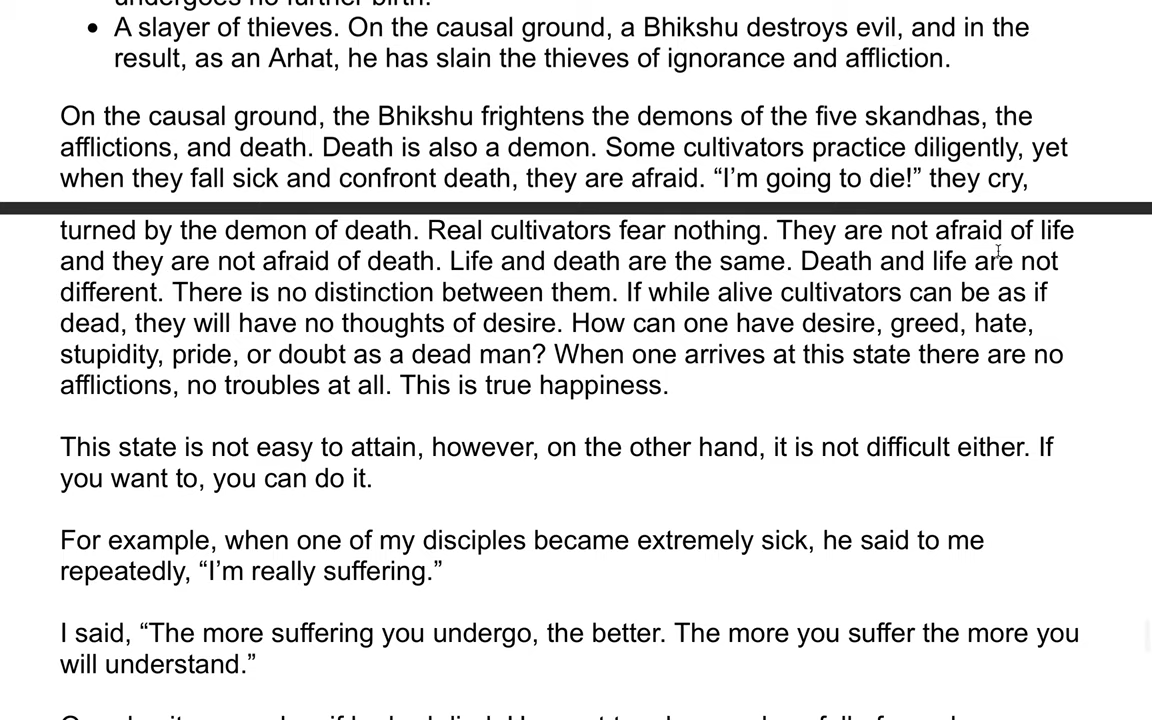 undergoes no further birth.
• A slayer of thieves. On the causal ground, a Bhikshu destroys evil, and in the
result, as an Arhat, he has slain the thieves of ignorance and affliction.
On the causal ground, the Bhikshu frightens the demons of the five skandhas, the
afflictions, and death. Death is also a demon. Some cultivators practice diligently, yet
when they fall sick and confront death, they are afraid. “I’m going to die!” they cry,
turned by the demon of death. Real cultivators fear nothing. They are not afraid of life
and they are not afraid of death. Life and death are the same. Death and life are not
different. There is no distinction between them. If while alive cultivators can be as if
dead, they will have no thoughts of desire. How can one have desire, greed, hate,
stupidity, pride, or doubt as a dead man? When one arrives at this state there are no
afflictions, no troubles at all. This is true happiness.
This state is not easy to attain, however, on the other hand, it is not difficult either. If
you want to, you can do it.
For example, when one of my disciples became extremely sick, he said to me
repeatedly, “I’m really suffering.”
I said, “The more suffering you undergo, the better. The more you suffer the more you
will understand.”